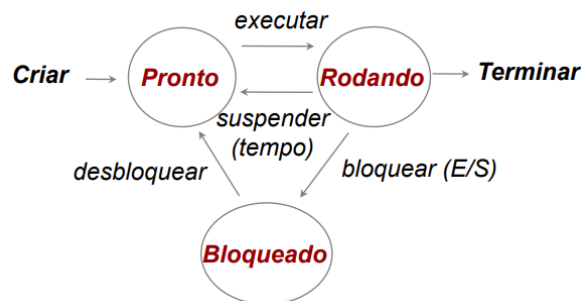 executar
Criar
Pronto
Rodando
Terminar
suspender
(tempo)
desbloquear
bloquear (E/S)
Bloqueado